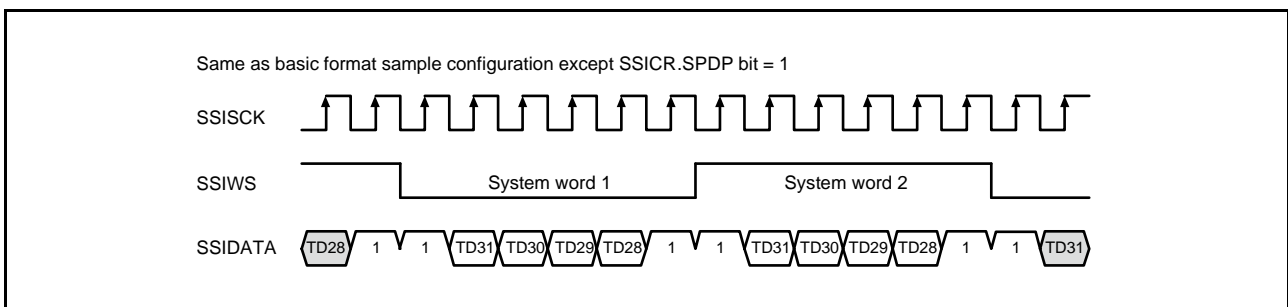 Same as basic format sample configuration except SSICR.SPDP bit = 1
SSISCK
SSIWS System word 1 System word 2
SSIDATA TD28 1 1 TD31 TD30 TD29 TD28 1 1 TD31 TD30 TD29 TD28 1 1 TD31